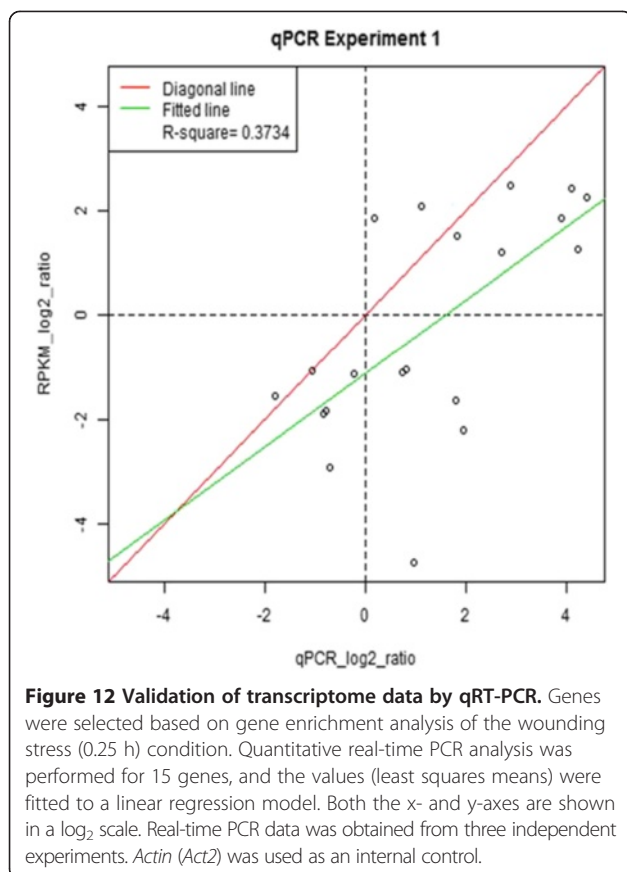 qPCR Experiment 1
Diagonal line
Fitted line
R-square= 0.3734
RPKM_log2_ratio
4
2
0
-2
-4
-4
-2
0
2
4
qPCR_log2_ratio
Figure 12 Validation of transcriptome data by qRT-PCR. Genes
were selected based on gene enrichment analysis of the wounding
stress (0.25 h) condition. Quantitative real-time PCR analysis was
performed for 15 genes, and the values (least squares means) were
fitted to a linear regression model. Both the x- and y-axes are shown
in a log₂ scale. Real-time PCR data was obtained from three independent
experiments. Actin (Act2) was used as an internal control.